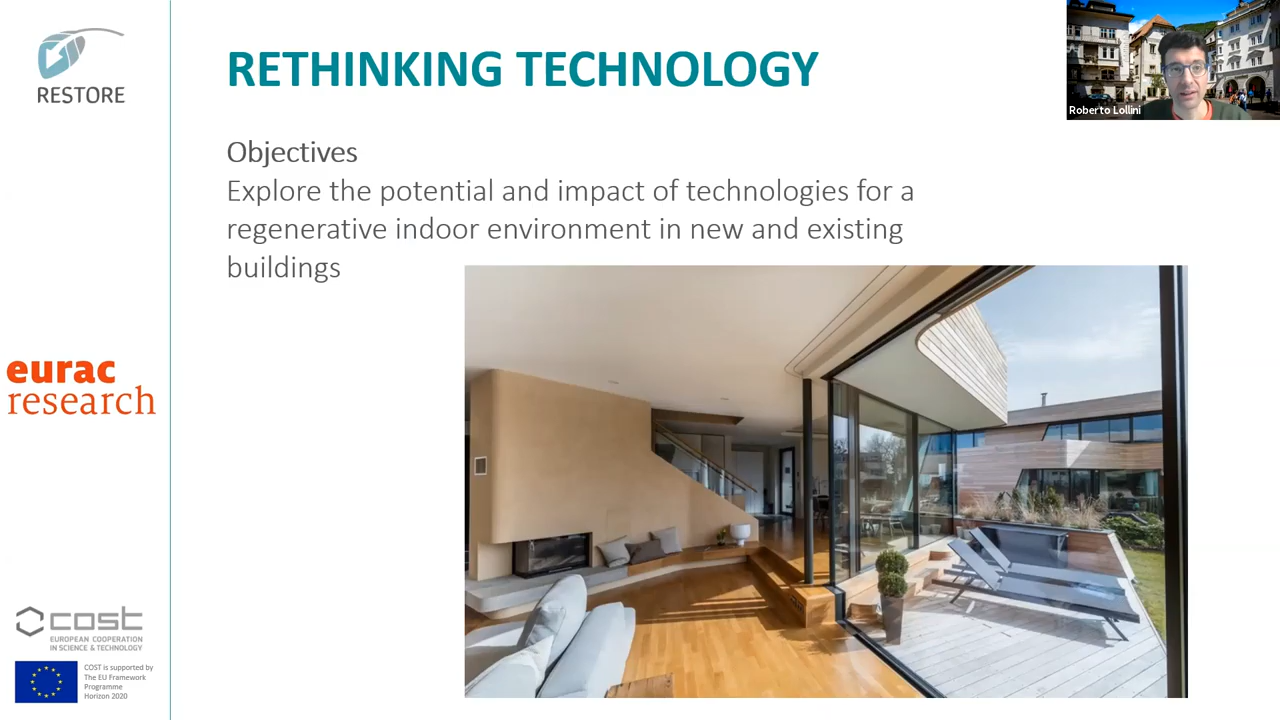 RESTORE
RETHINKING TECHNOLOGY
Roberto Lollini
Objectives
Explore the potential and impact of technologies for a
regenerative indoor environment in new and existing
buildings
eurac
research
cost
EUROPEAN COOPERATION
IN SCIENCE & TECHNOLOGY
COST is supported by
The EU Framework
Programme
Horizon 2020